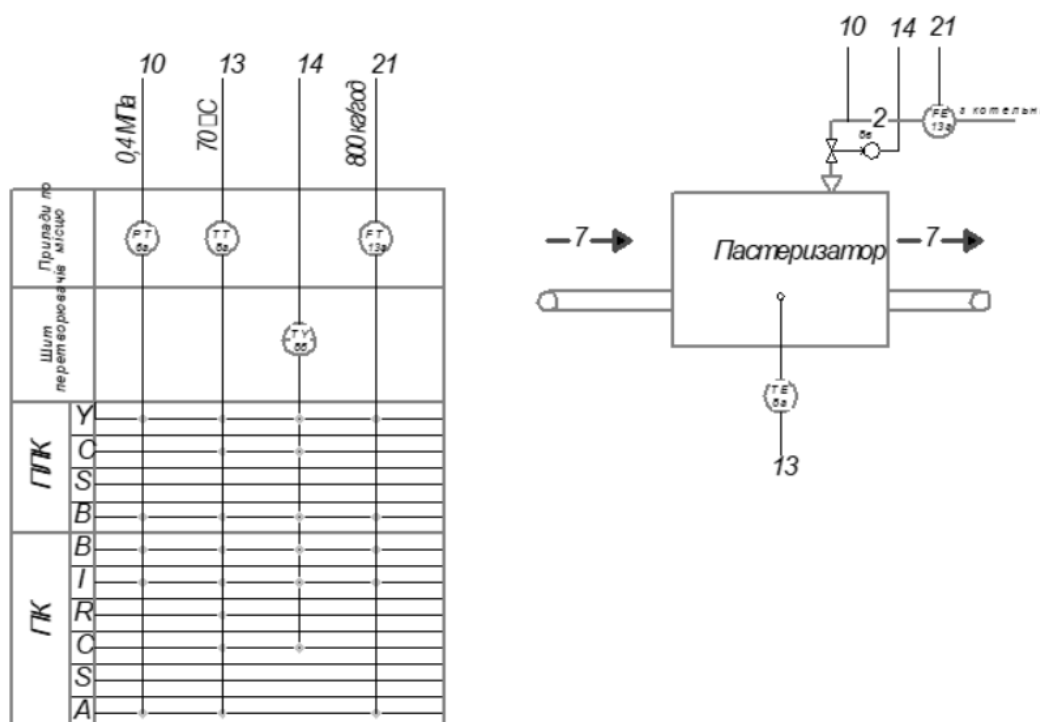 10 13 14 21
0,4 МПа
70□С
800 кг/год
Прилади по місцю
PT 6а
TT 6а
FT 13а
Шит перетворювачів
TY 6б
ПЛК
Y
C
S
B
ПК
B
I
R
C
S
A
10 14 21
2
FE 13а
з котельн
6в
7
Пастеризатор
7
TE 6а
13